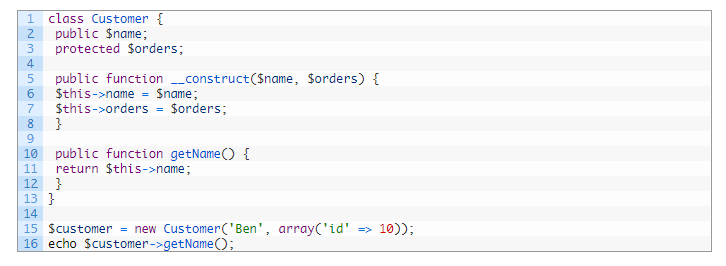 1 class Customer {
2 public $name;
3 protected $orders;
4
5 public function __construct($name, $orders) {
6 $this->name = $name;
7 $this->orders = $orders;
8 }
9
10 public function getName() {
11 return $this->name;
12 }
13 }
14
15 $customer = new Customer('Ben', array('id' => 10));
16 echo $customer->getName();